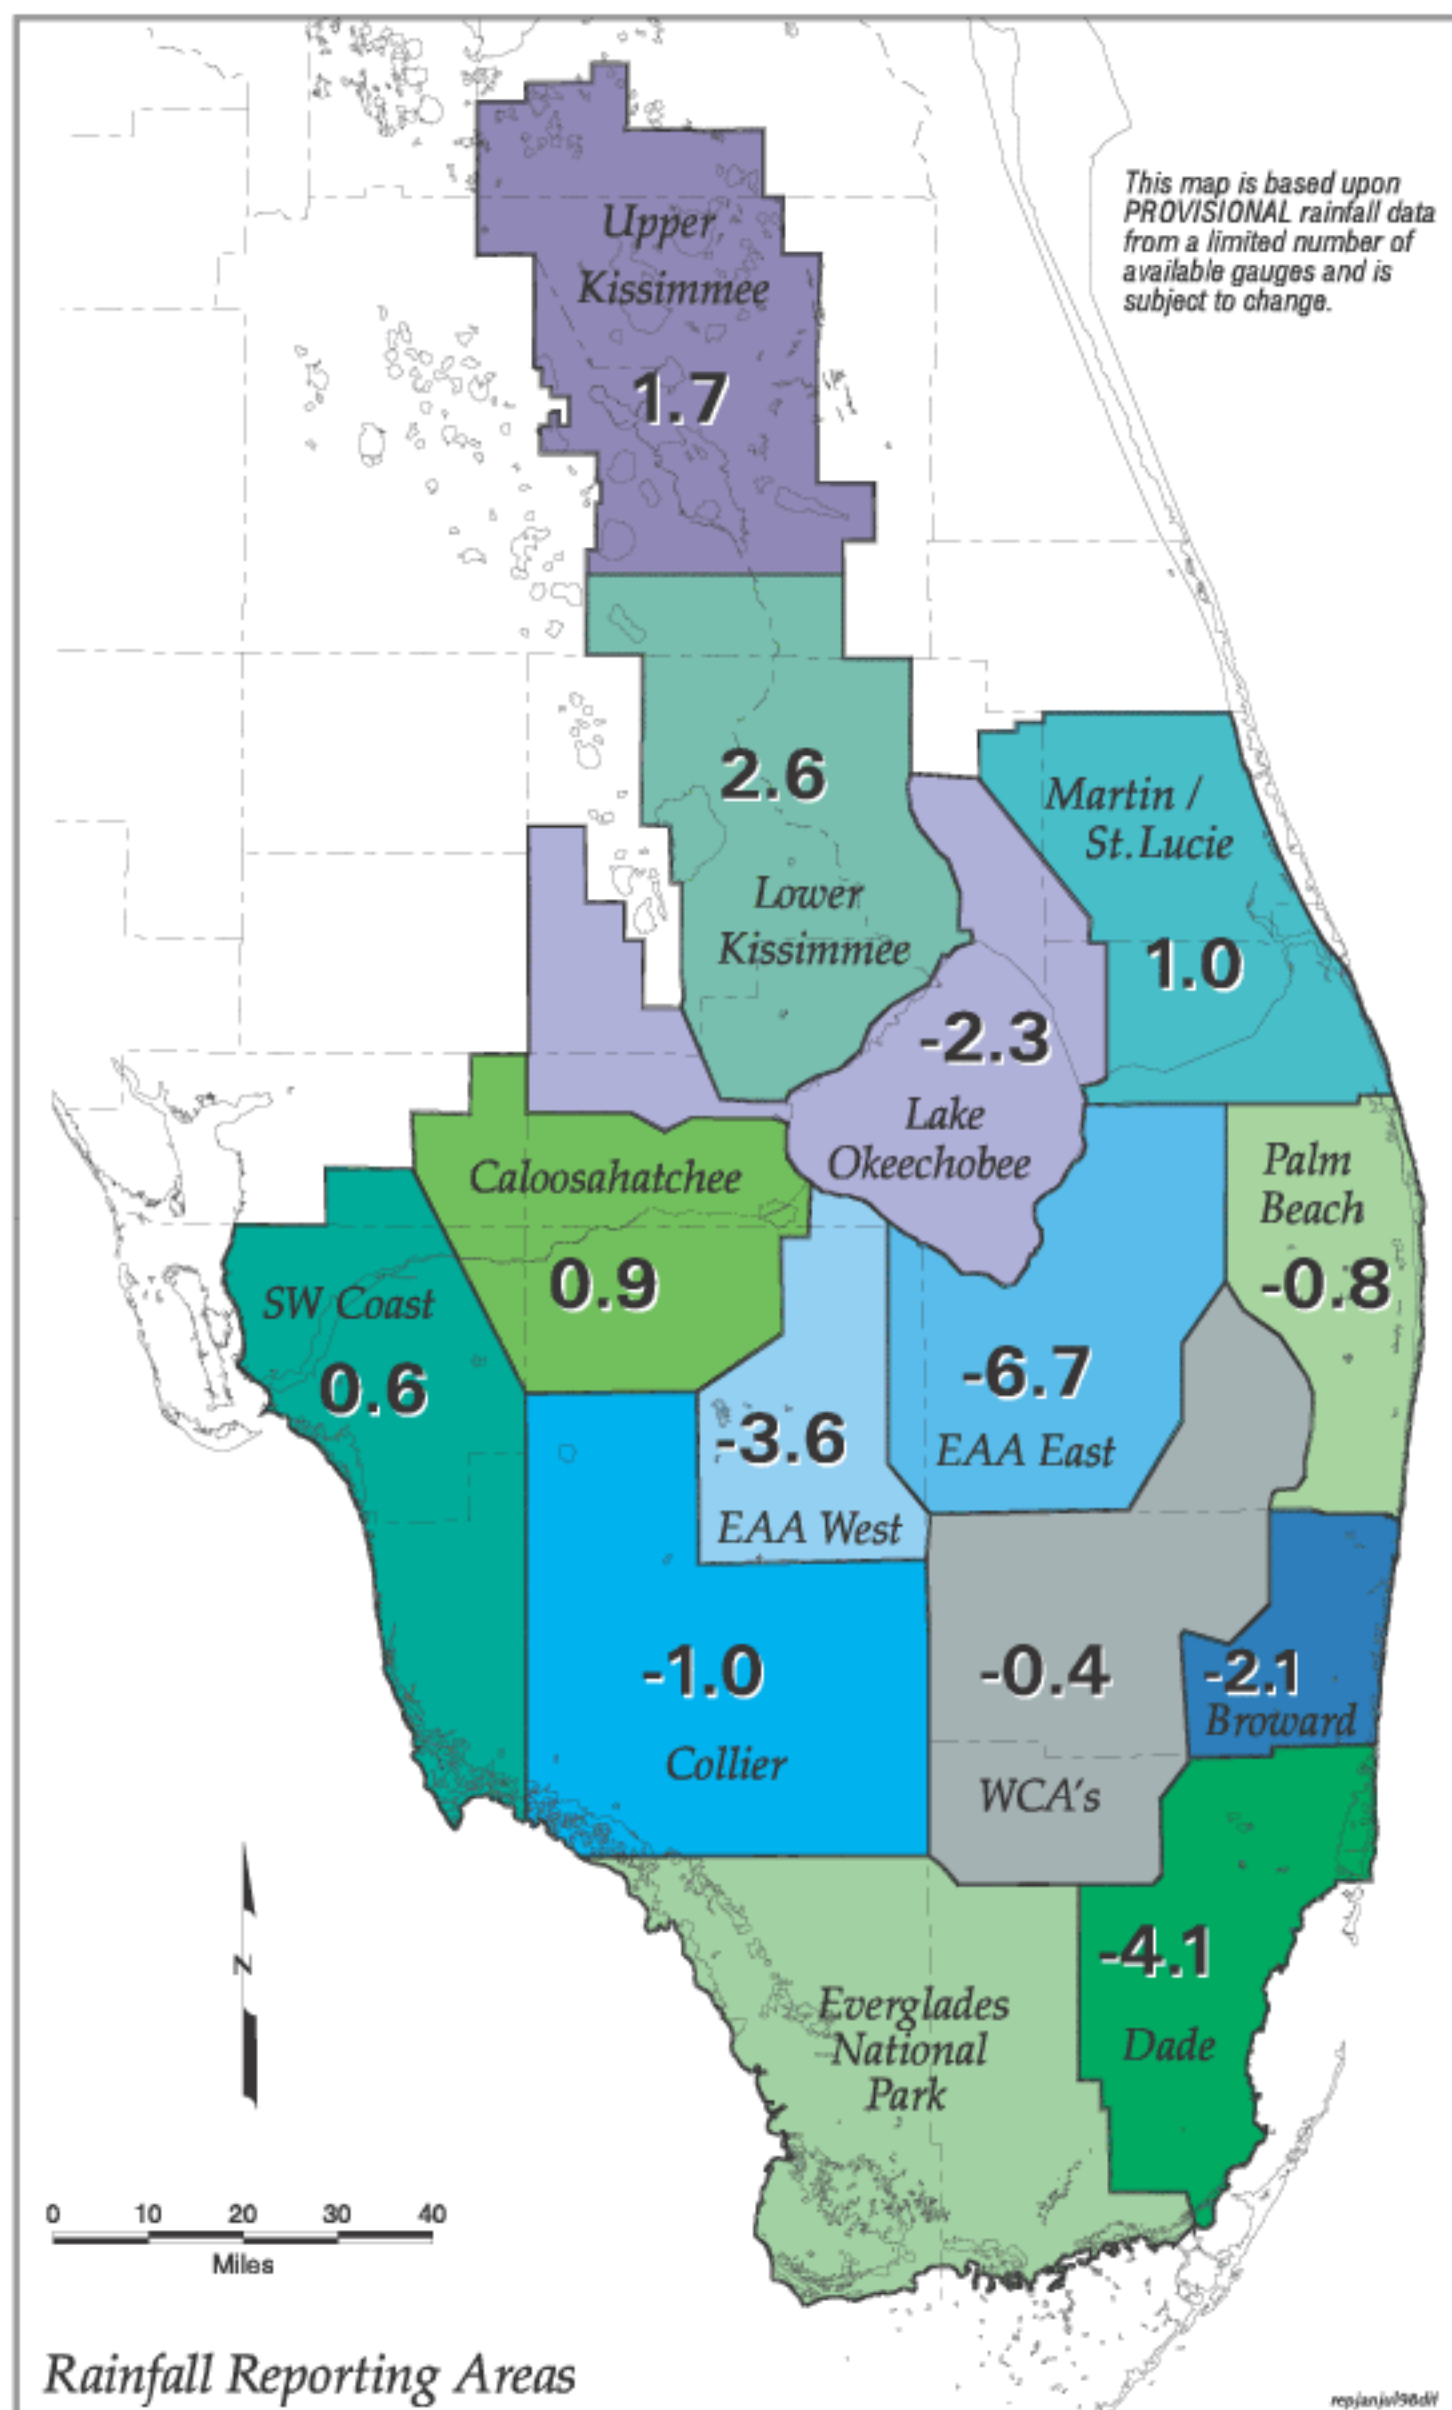 This map is based upon
PROVISIONAL rainfall data
from a limited number of
available gauges and is
subject to change.
Upper
Kissimmee
1.7
2.6
Lower
Kissimmee
Martin /
St. Lucie
1.0
-2.3
Lake
Okeechobee
Caloosahatchee
0.9
Palm
Beach
-0.8
SW Coast
0.6
-6.7
EAA East
-3.6
EAA West
-1.0
Collier
-0.4
WCA's
-2.1
Broward
-4.1
Dade
Everglades
National
Park
N
0 10 20 30 40
Miles
Rainfall Reporting Areas
repjanjul98dif